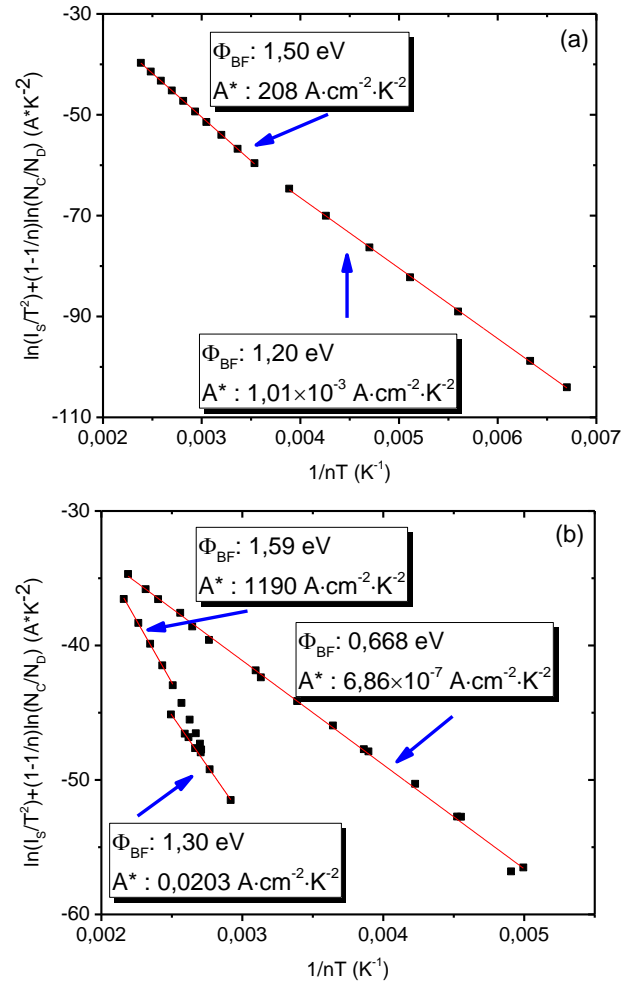 (a)
-30
-50
-70
-90
-110
ln(I_S/T²)+(1-1/n)ln(N_C/N_D) (A*K⁻²)
Φ_BF: 1,50 eV
A* : 208 A·cm⁻²·K⁻²
Φ_BF: 1,20 eV
A* : 1,01×10⁻³ A·cm⁻²·K⁻²
0,002 0,003 0,004 0,005 0,006 0,007
1/nT (K⁻¹)
(b)
-30
-40
-50
-60
ln(I_S/T²)+(1-1/n)ln(N_C/N_D) (A*K⁻²)
Φ_BF: 1,59 eV
A* : 1190 A·cm⁻²·K⁻²
Φ_BF: 0,668 eV
A* : 6,86×10⁻⁷ A·cm⁻²·K⁻²
Φ_BF: 1,30 eV
A* : 0,0203 A·cm⁻²·K⁻²
0,002 0,003 0,004 0,005
1/nT (K⁻¹)